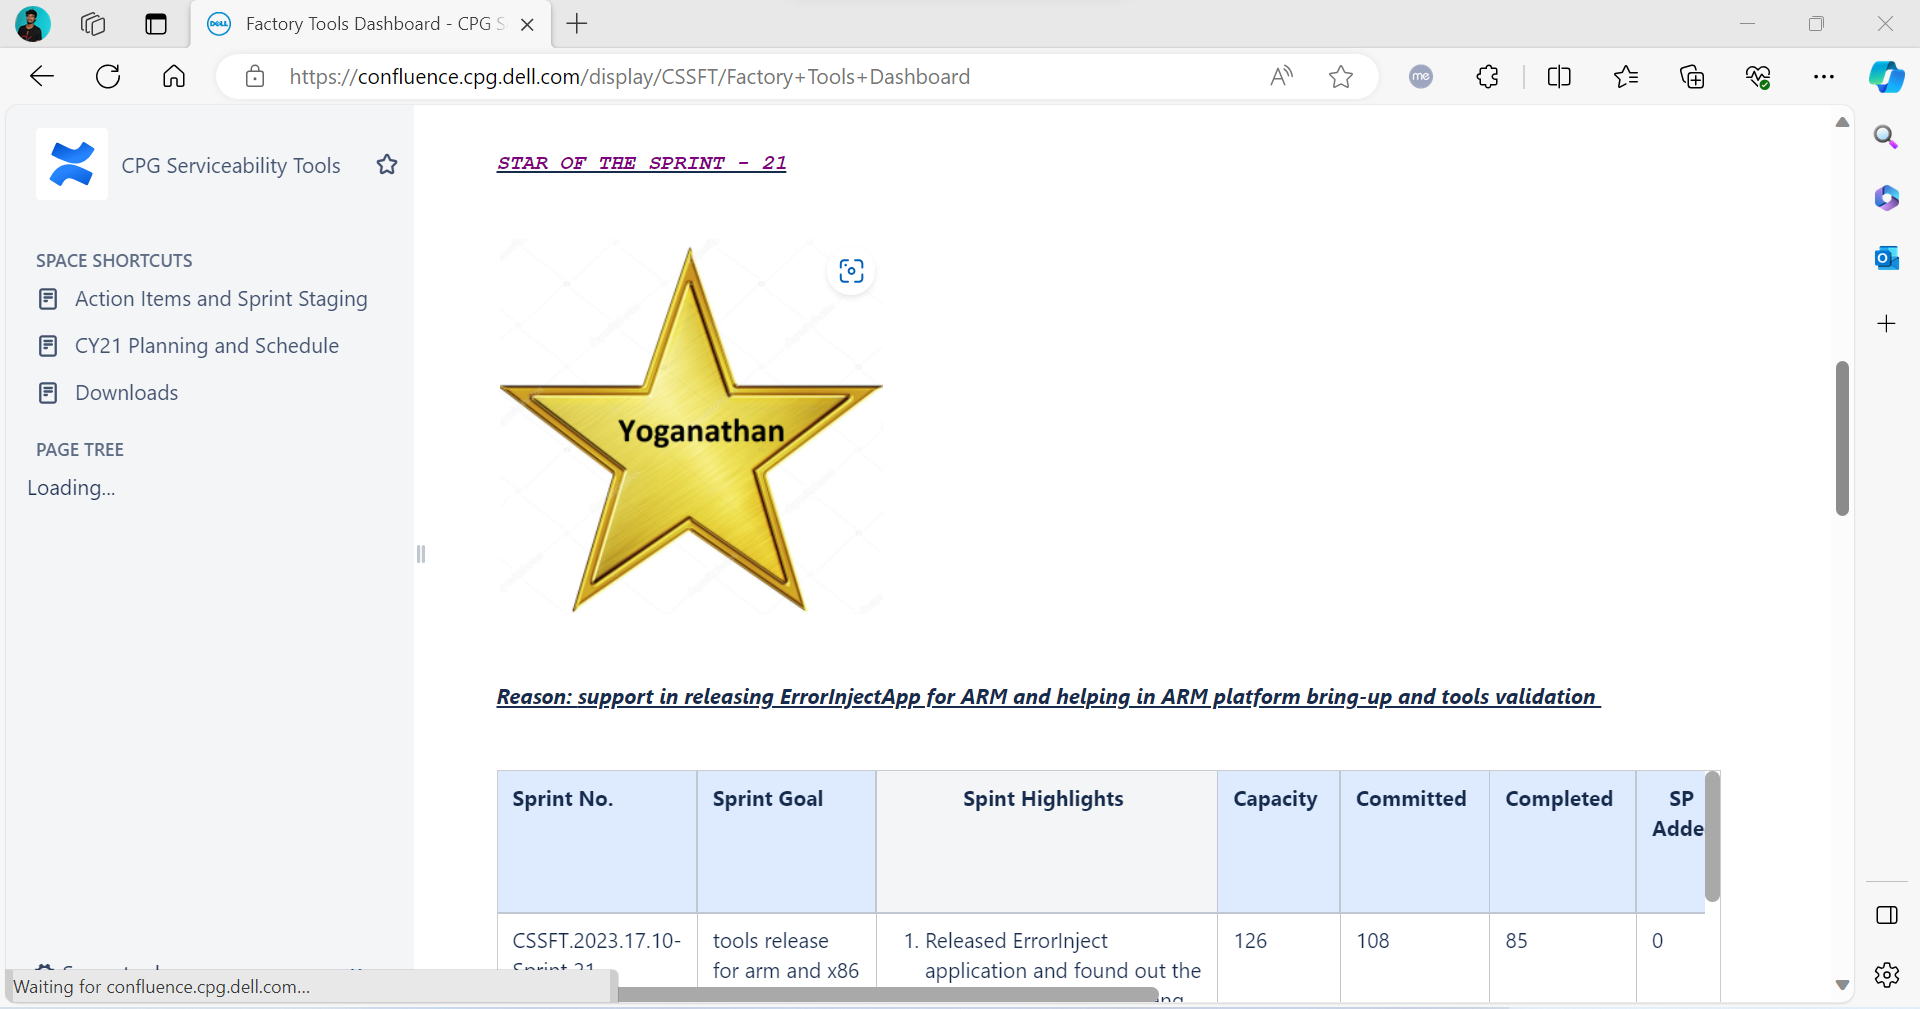 Factory Tools Dashboard - CPG S
https://confluence.cpg.dell.com/display/CSSFT/Factory+Tools+Dashboard
me
CPG Serviceability Tools
SPACE SHORTCUTS
Action Items and Sprint Staging
CY21 Planning and Schedule
Downloads
PAGE TREE
Loading...
STAR OF THE SPRINT - 21
Yoganathan
Reason: support in releasing ErrorInjectApp for ARM and helping in ARM platform bring-up and tools validation
Sprint No. Sprint Goal Spint Highlights Capacity Committed Completed SP
Adde
CSSFT.2023.17.10- tools release 1. Released ErrorInject 126 108 85 0
Sprint 21 for arm and x86 application and found out the
Waiting for confluence.cpg.dell.com...